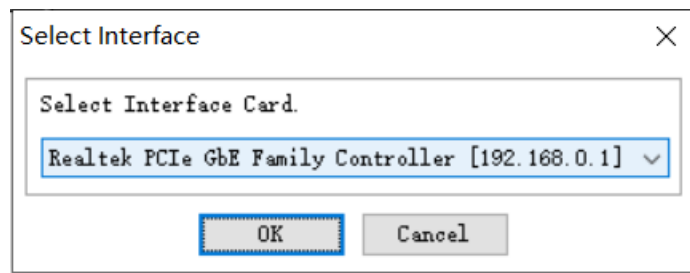 Select Interface
Select Interface Card.
Realtek PCIe GbE Family Controller [192.168.0.1]
OK
Cancel